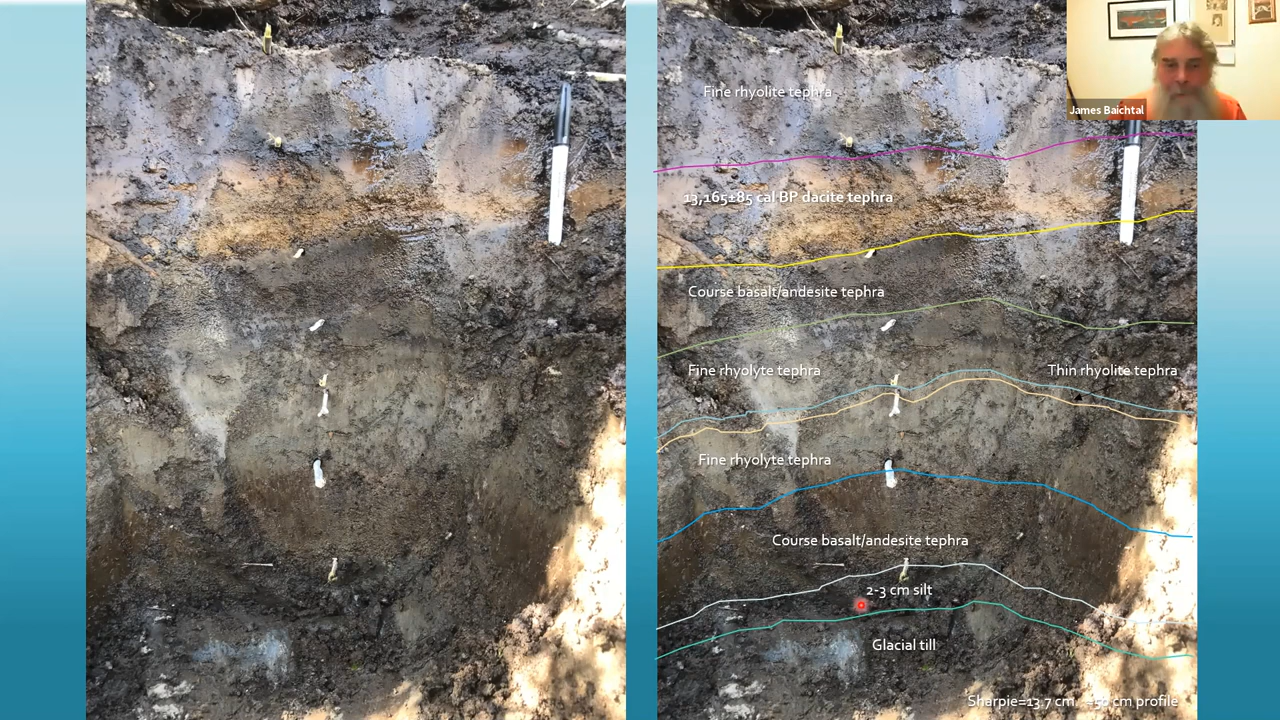 James Baichtal
Fine rhyolite tephra
13,165±85 cal BP dacite tephra
Course basalt/andesite tephra
Fine rhyolyte tephra
Thin rhyolite tephra
Fine rhyolyte tephra
Course basalt/andesite tephra
2-3 cm silt
Glacial till
Sharpie=13.7 cm cm profile